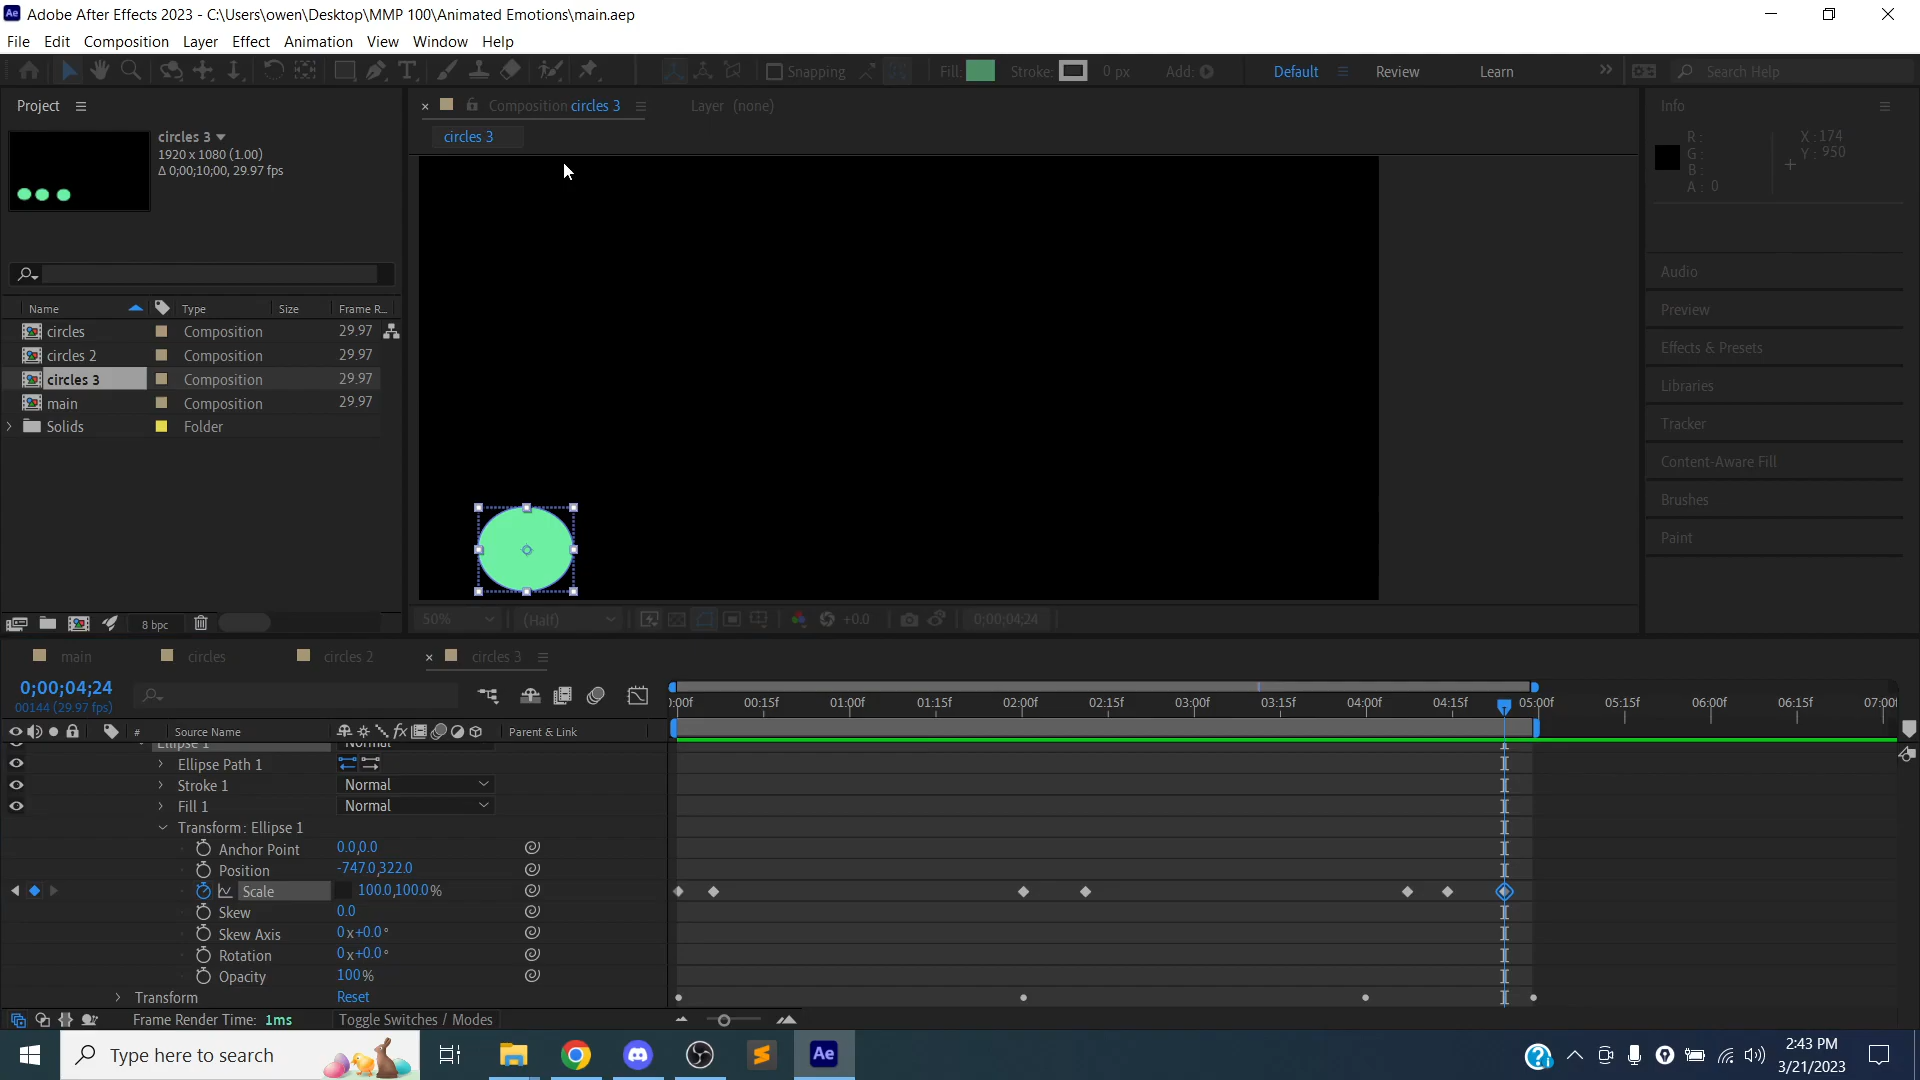 Adobe After Effects 2023 - C:\Users\owen\Desktop\MMP 100\Animated Emotions\main.aep
File Edit Composition Layer Effect Animation View Window Help
Snapping Fill: Stroke: 0 px Add: Default Review Learn Search Help
Project
circles 3
1920 x 1080 (1.00)
Δ 0;00;10;00, 29.97 fps
Name Type Size Frame R...
circles Composition 29.97
circles 2 Composition 29.97
circles 3 Composition 29.97
main Composition 29.97
Solids Folder
8 bpc
× Composition circles 3 Layer (none)
circles 3
50% (Half) +0.0 0;00;04;24
Info
R: X: 174
G: Y: 950
B:
A: 0
Audio
Preview
Effects & Presets
Libraries
Tracker
Content-Aware Fill
Brushes
Paint
main circles circles 2 × circles 3
0;00;04;24
00144 (29.97 fps)
:00f 00:15f 01:00f 01:15f 02:00f 02:15f 03:00f 03:15f 04:00f 04:15f 05:00f 05:15f 06:00f 06:15f 07:00f
# Source Name fx Parent & Link
Ellipse 1 Normal
Ellipse Path 1
Stroke 1 Normal
Fill 1 Normal
Transform: Ellipse 1
Anchor Point 0.0,0.0
Position -747.0,322.0
Scale 100.0,100.0%
Skew 0.0
Skew Axis 0x+0.0°
Rotation 0x+0.0°
Opacity 100%
Transform Reset
Frame Render Time: 1ms Toggle Switches / Modes
Type here to search
Ae
2:43 PM
3/21/2023